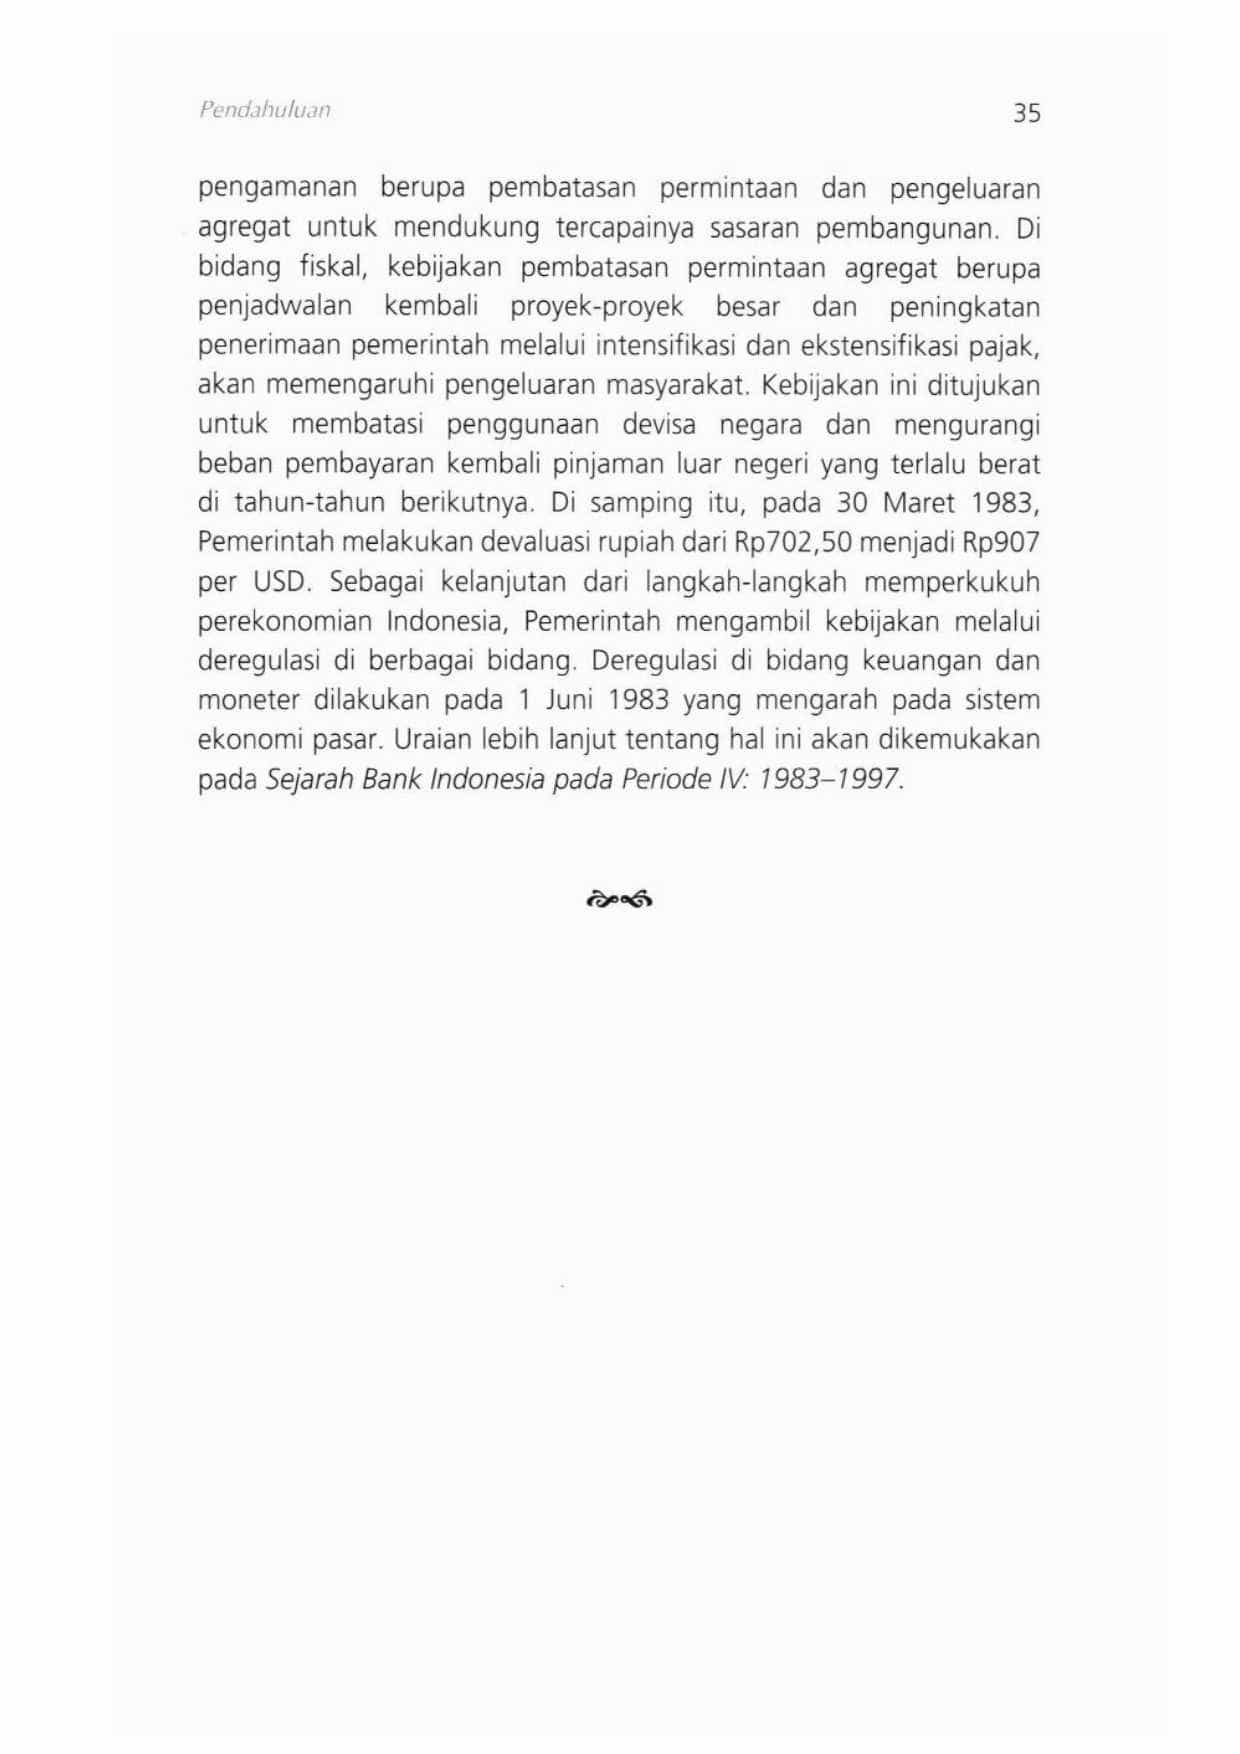 Pendahuluan 35
pengamanan berupa pembatasan permintaan dan pengeluaran
agregat untuk mendukung tercapainya sasaran pembangunan. Di
bidang fiskal, kebijakan pembatasan permintaan agregat berupa
penjadwalan kembali proyek-proyek besar dan peningkatan
penerimaan pemerintah melalui intensifikasi dan ekstensifikasi pajak,
akan memengaruhi pengeluaran masyarakat. Kebijakan ini ditujukan
untuk membatasi penggunaan devisa negara dan mengurangi
beban pembayaran kembali pinjaman luar negeri yang terlalu berat
di tahun-tahun berikutnya. Di samping itu, pada 30 Maret 1983,
Pemerintah melakukan devaluasi rupiah dari Rp702,50 menjadi Rp907
per USD. Sebagai kelanjutan dari langkah-langkah memperkukuh
perekonomian Indonesia, Pemerintah mengambil kebijakan melalui
deregulasi di berbagai bidang. Deregulasi di bidang keuangan dan
moneter dilakukan pada 1 Juni 1983 yang mengarah pada sistem
ekonomi pasar. Uraian lebih lanjut tentang hal ini akan dikemukakan
pada Sejarah Bank Indonesia pada Periode IV: 1983–1997.